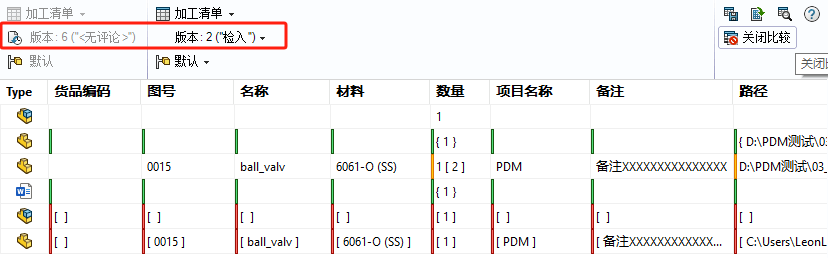 加工清单 加工清单
版本: 6 ("<无评论>") 版本: 2 ("检入")
默认 默认
关闭比较
关闭比
Type 货品编码 图号 名称 材料 数量 项目名称 备注 路径
1
{ 1 } { D:\PDM测试\03_
0015 ball_valv 6061-O (SS) 1 [ 2 ] PDM 备注XXXXXXXXXXXXXXX D:\PDM测试\03_
{ 1 }
[ ] [ ] [ ] [ ] [ 1 ] [ ] [ ] [ ]
[ ] [ 0015 ] [ ball_valv ] [ 6061-O (SS) ] [ 1 ] [ PDM ] [ 备注XXXXXXXXXXXXX... [ C:\Users\LeonL